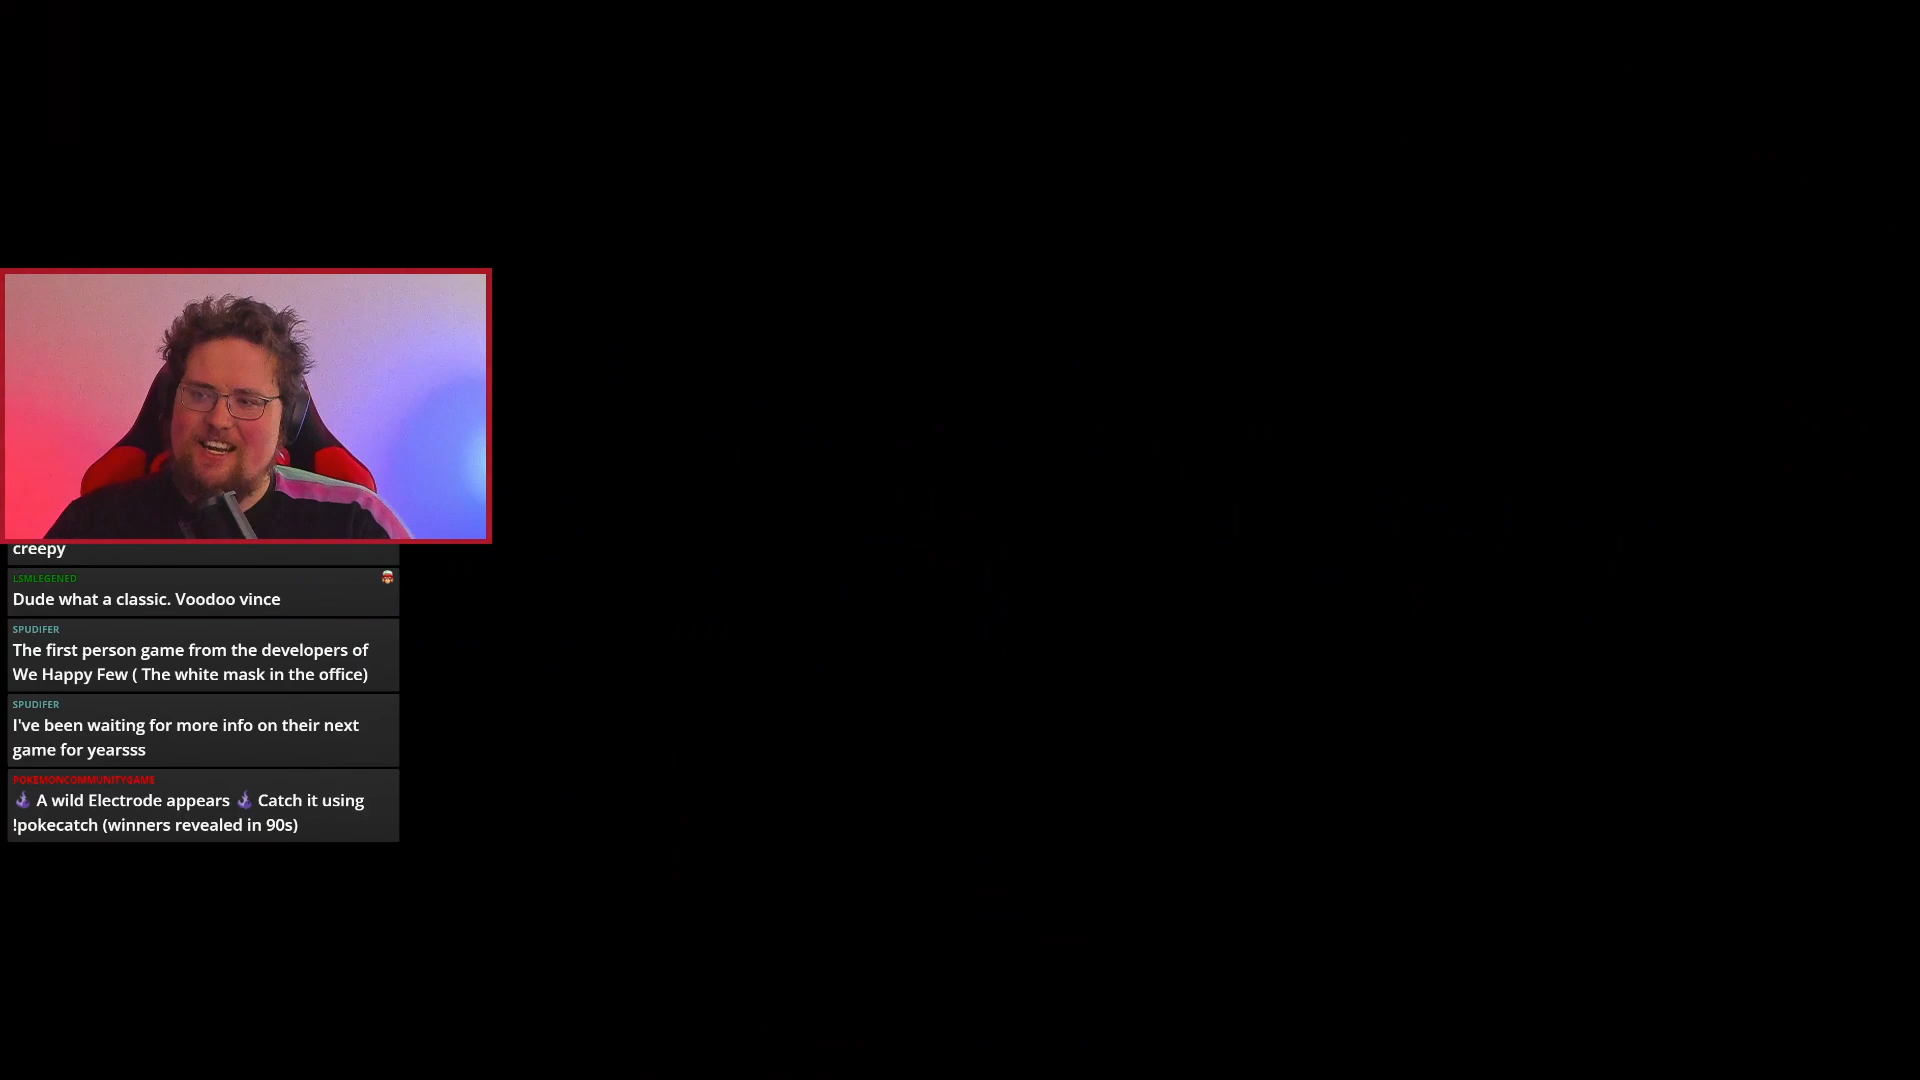 creepy
LSMLEGENED
Dude what a classic. Voodoo vince
SPUDIFER
The first person game from the developers of
We Happy Few ( The white mask in the office)
SPUDIFER
I've been waiting for more info on their next
game for yearsss
POKEMONCOMMUNITYGAME
A wild Electrode appears Catch it using
!pokecatch (winners revealed in 90s)